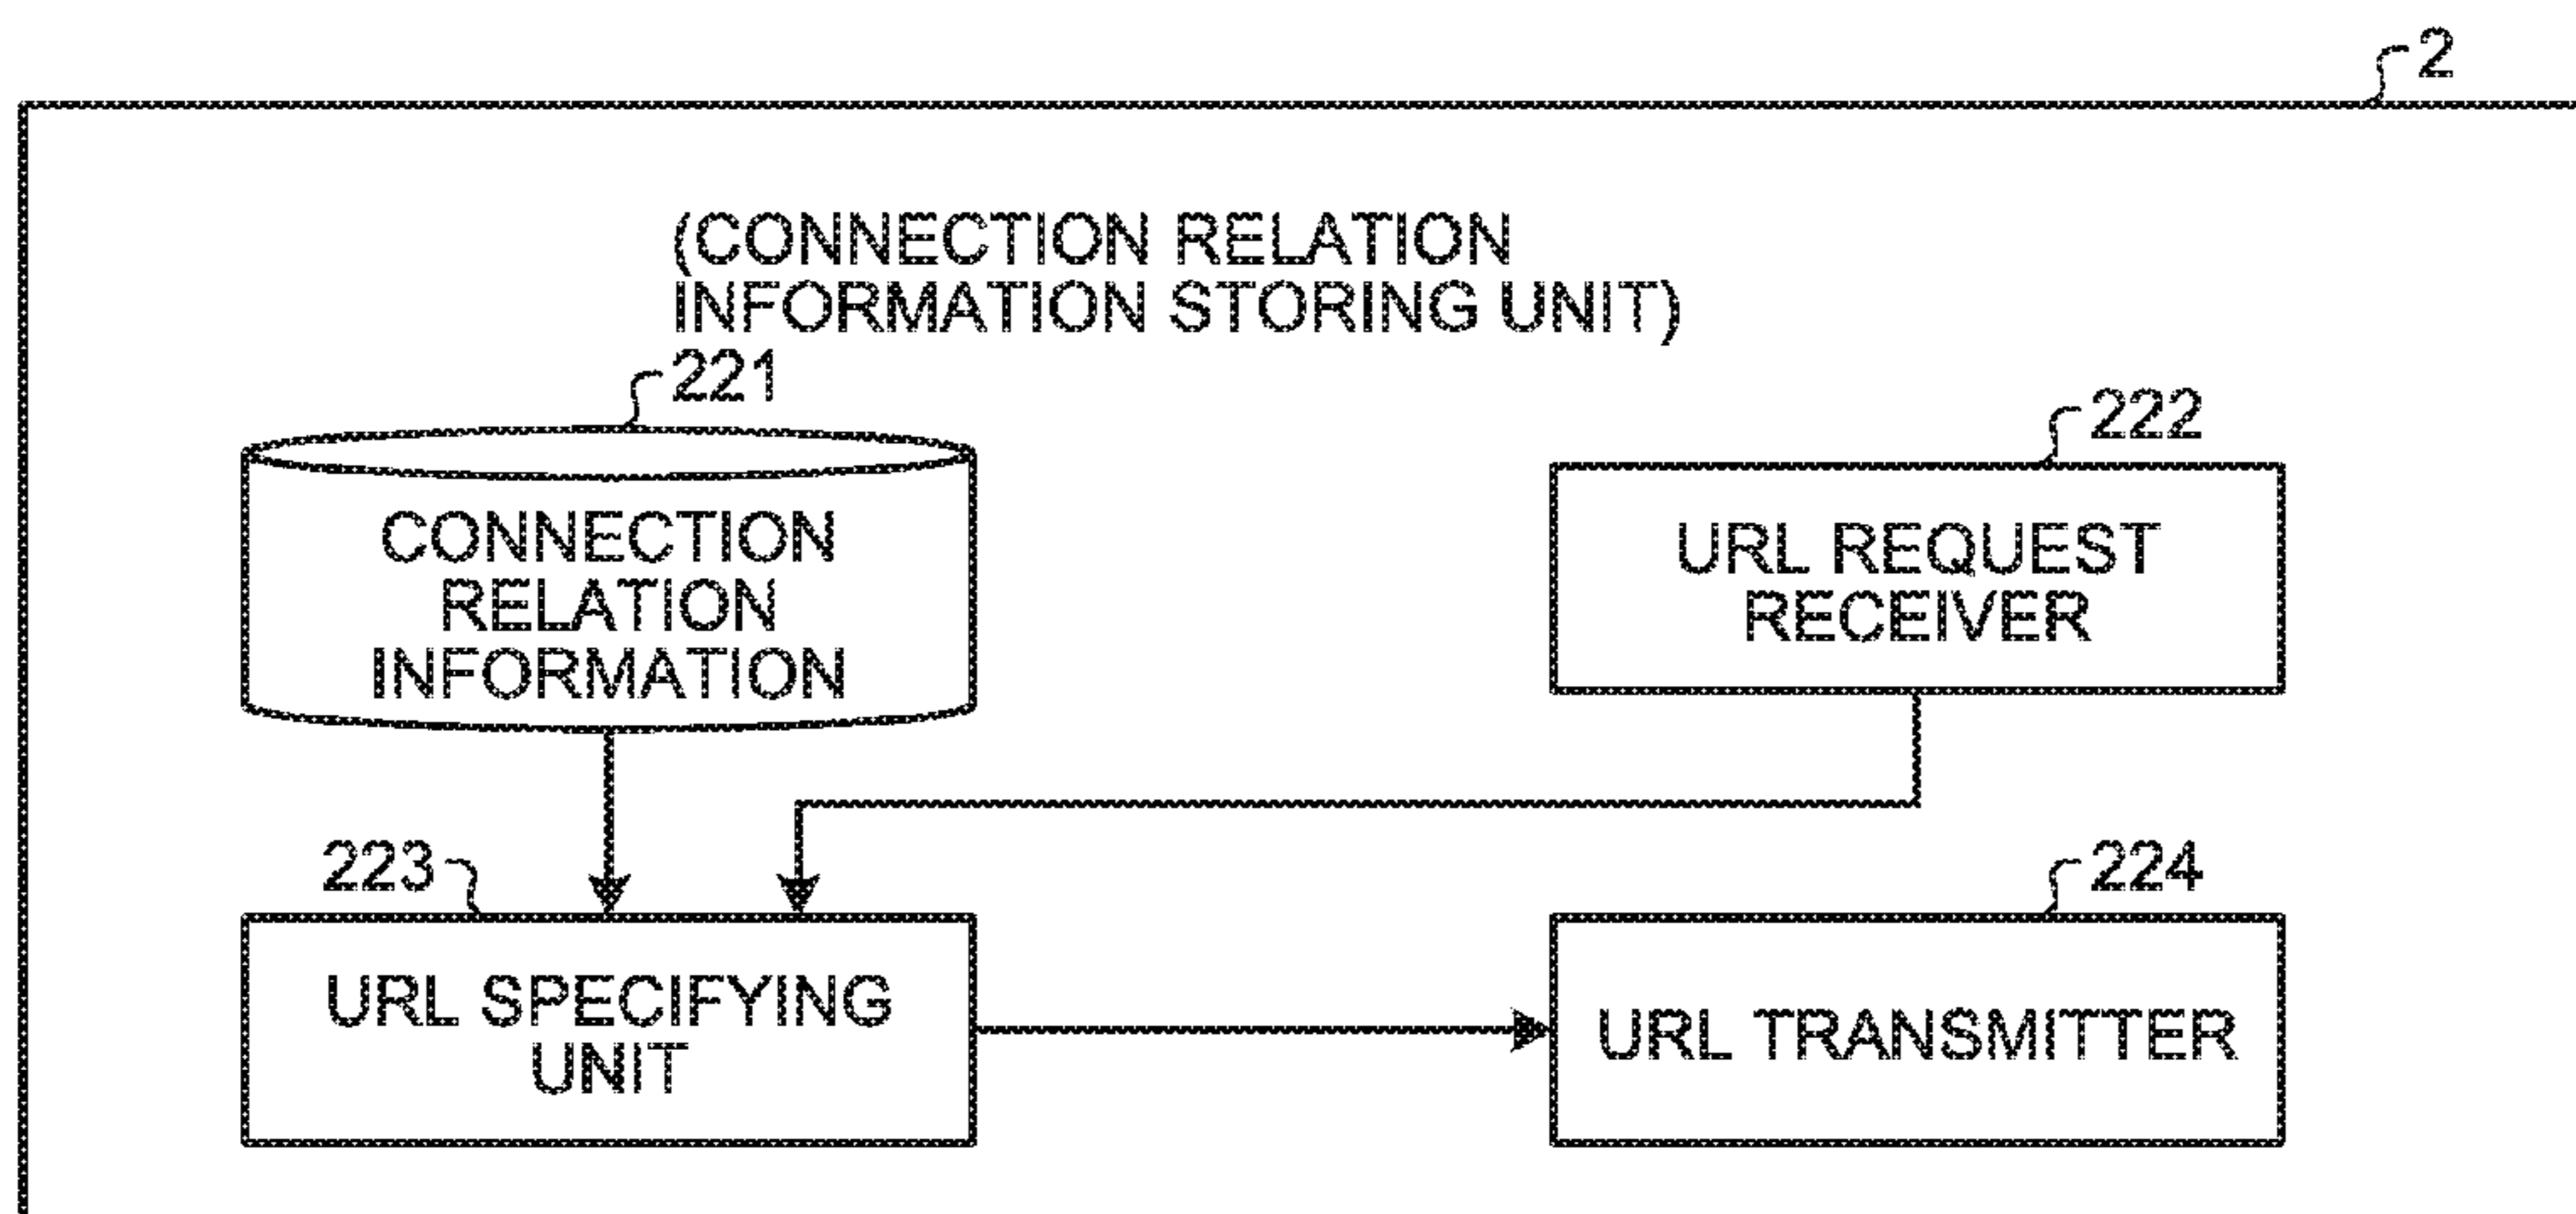 2
(CONNECTION RELATION
INFORMATION STORING UNIT)
221
222
CONNECTION
RELATION
INFORMATION
URL REQUEST
RECEIVER
223
224
URL SPECIFYING
UNIT
URL TRANSMITTER